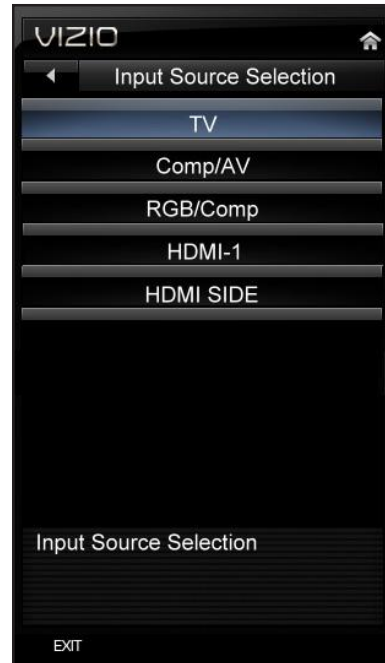 VIZIO
Input Source Selection
TV
Comp/AV
RGB/Comp
HDMI-1
HDMI SIDE
Input Source Selection
EXIT